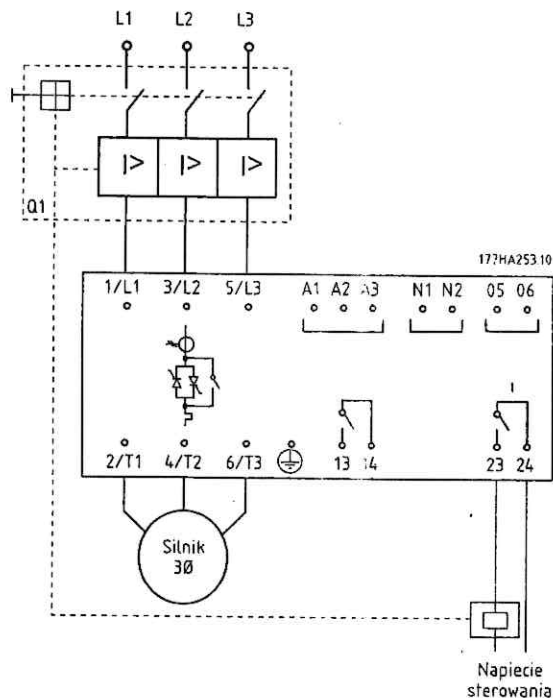 L1 L2 L3
I> I> I>
Q1
177HA253.10
1/L1 3/L2 5/L3 A1 A2 A3 N1 N2 05 06
I
2/T1 4/T2 6/T3 13 14 23 24
Silnik
3Ø
Napiecie
sterowania